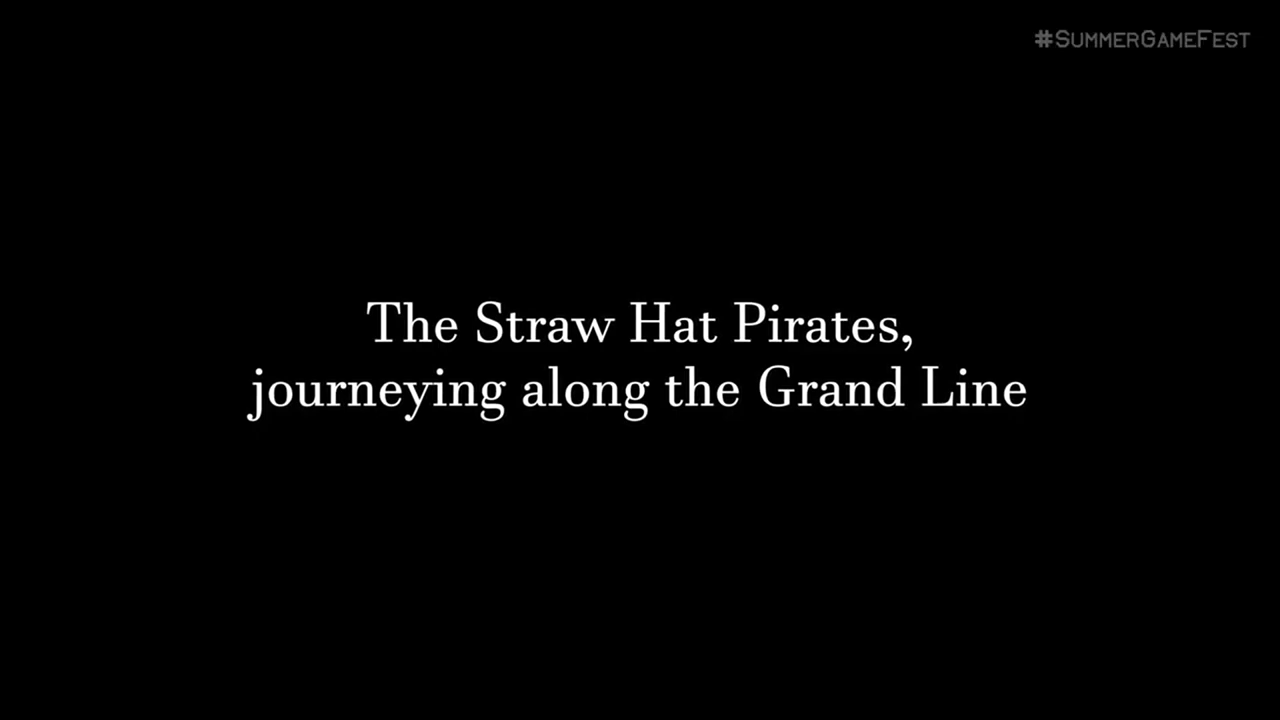 #SUMMERGAMEFEST
The Straw Hat Pirates,
journeying along the Grand Line